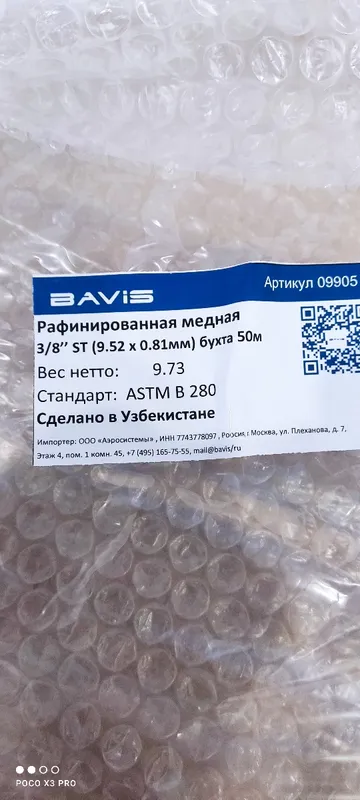 BAVIS
Артикул 09905
Рафинированная медная
3/8’’ ST (9.52 x 0.81мм) бухта 50м
Вес нетто: 9.73
Стандарт: ASTM B 280
Сделано в Узбекистане
Импортер: ООО «Аэросистемы» , ИНН 7743778097 , Россия, г Москва, ул. Плеханова, д. 7,
Этаж 4, пом. 1 комн. 45, +7 (495) 165-75-55, mail@bavis/ru
POCO X3 PRO